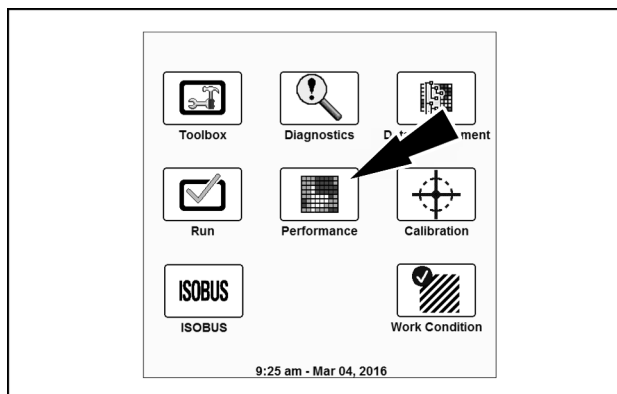 Toolbox
Diagnostics
Run
Performance
Calibration
ISOBUS
ISOBUS
Work Condition
9:25 am - Mar 04, 2016